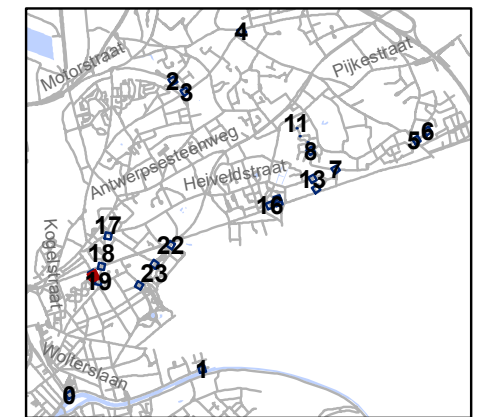 4
Motorstraat
Pijkestraat
2
3
11
6
5
Antwerpsesteenweg
8
Heiveldstraat
7
13
16
17
Kogelstraat
22
18
23
19
Wolterslaan
1
0